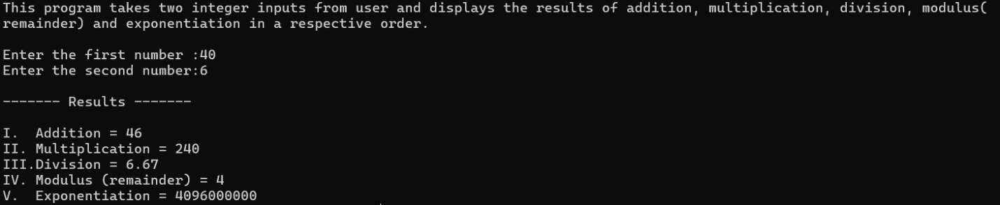 This program takes two integer inputs from user and displays the results of addition, multiplication, division, modulus(
remainder) and exponentiation in a respective order.
Enter the first number :40
Enter the second number:6
------- Results -------
I.  Addition = 46
II. Multiplication = 240
III.Division = 6.67
IV. Modulus (remainder) = 4
V.  Exponentiation = 4096000000